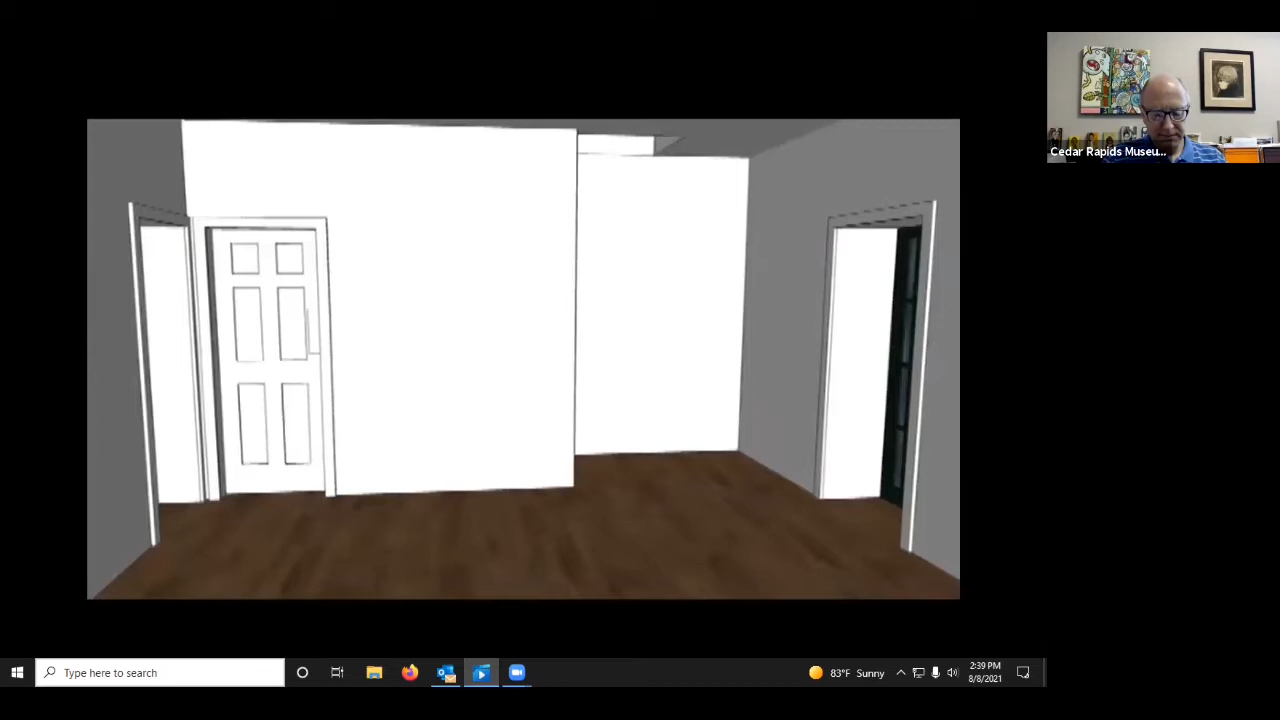 Cedar Rapids Museu...
Type here to search
83°F Sunny
2:39 PM
8/8/2021